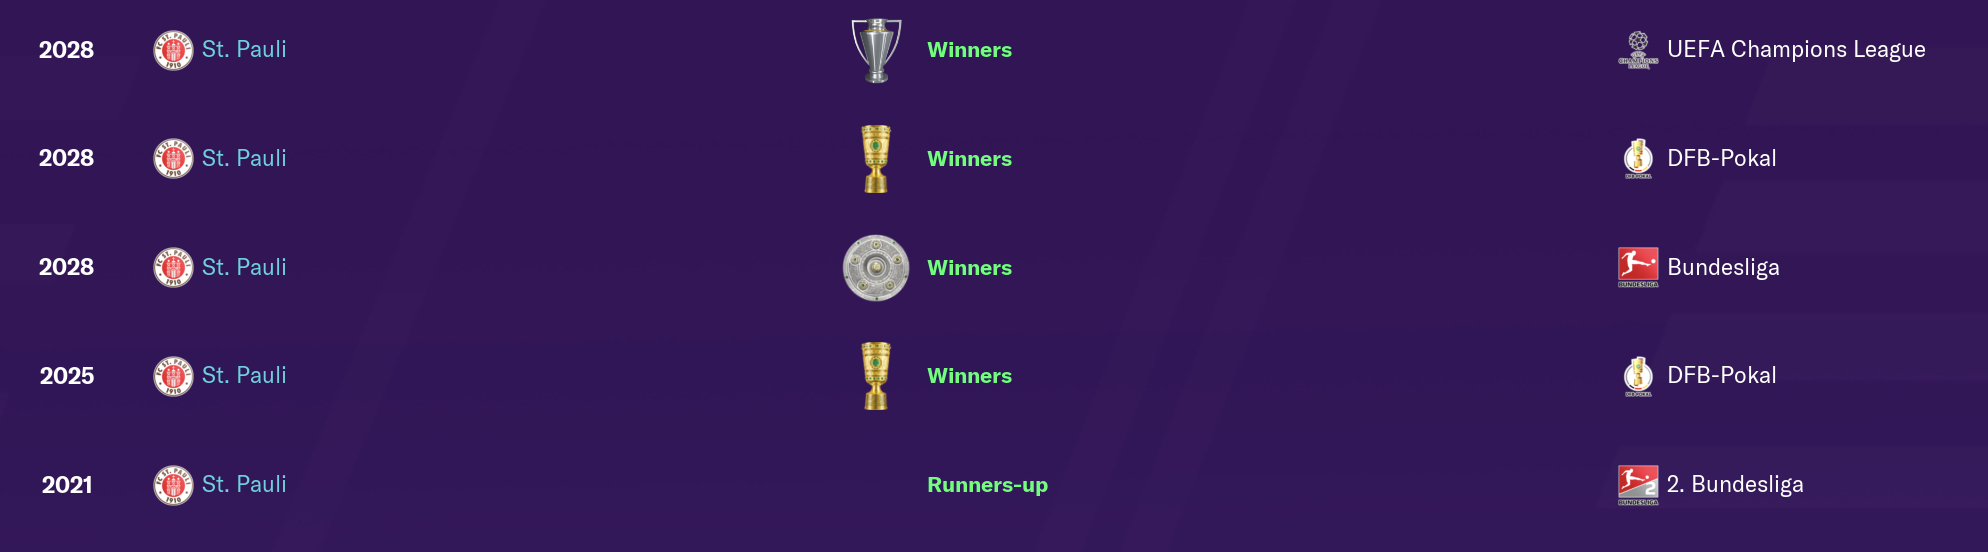 2028 St. Pauli Winners UEFA Champions League
2028 St. Pauli Winners DFB-Pokal
2028 St. Pauli Winners Bundesliga
2025 St. Pauli Winners DFB-Pokal
2021 St. Pauli Runners-up 2. Bundesliga